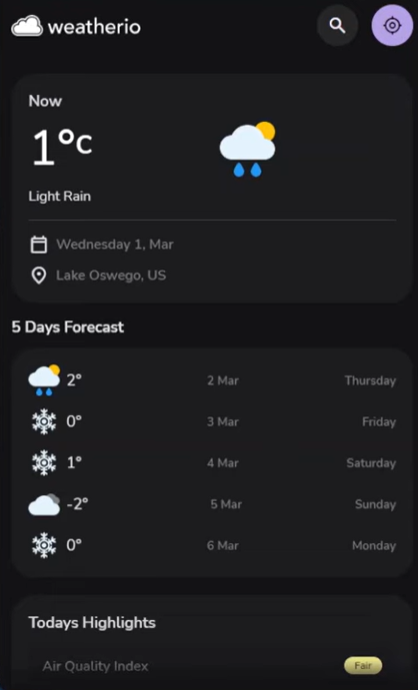 weatherio
Now
1°c
Light Rain
Wednesday 1, Mar
Lake Oswego, US
5 Days Forecast
2° 2 Mar Thursday
0° 3 Mar Friday
1° 4 Mar Saturday
-2° 5 Mar Sunday
0° 6 Mar Monday
Todays Highlights
Air Quality Index Fair